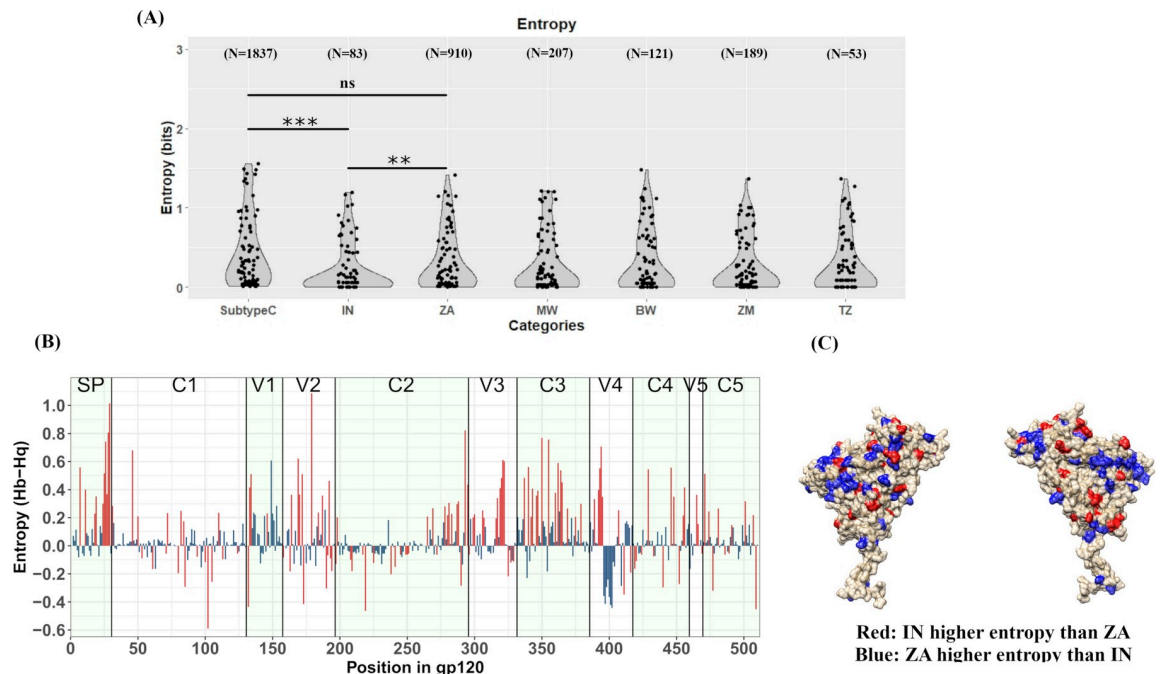 (A)
Entropy
3
(N=1837) (N=83) (N=910) (N=207) (N=121) (N=189) (N=53)
ns
2
***
**
Entropy (bits)
1
0
SubtypeC IN ZA MW BW ZM TZ
Categories
(B)
SP C1 V1 V2 C2 V3 C3 V4 C4 V5 C5
1.0
0.8
0.6
0.4
0.2
0.0
−0.2
−0.4
−0.6
Entropy (Hb−Hq)
0 50 100 150 200 250 300 350 400 450 500
Position in gp120
(C)
Red: IN higher entropy than ZA
Blue: ZA higher entropy than IN